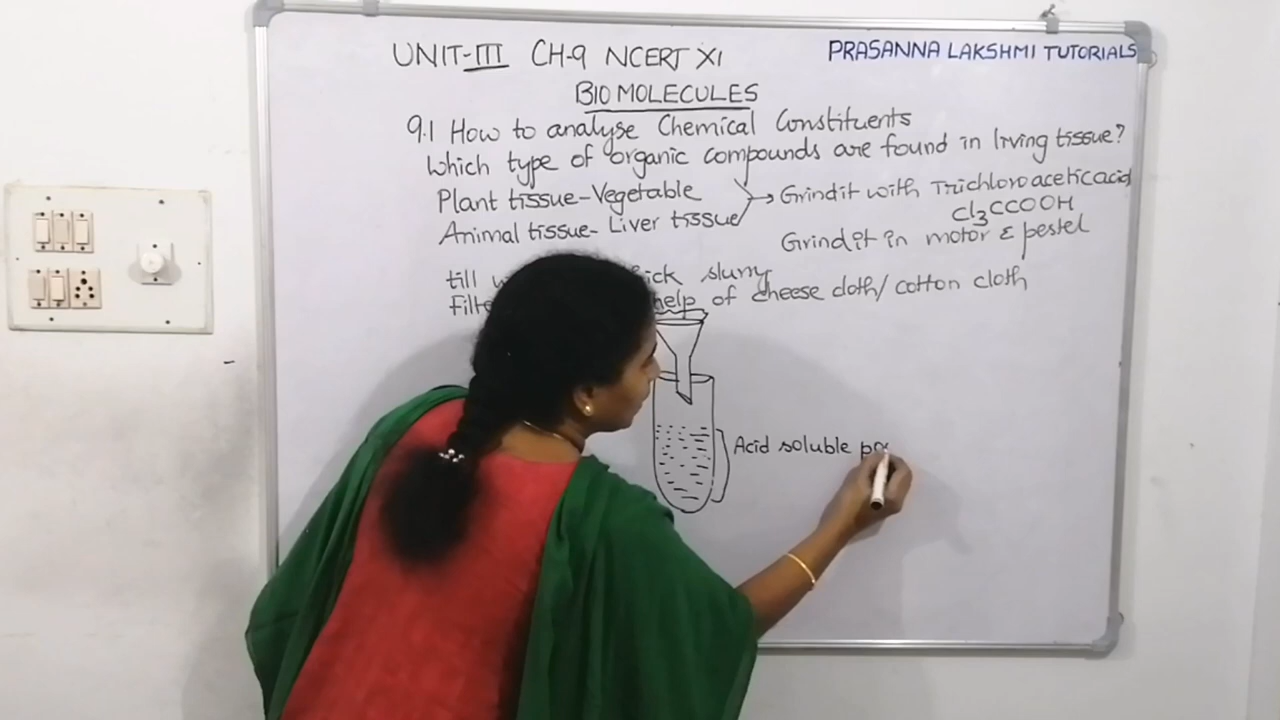 UNIT-III CH-9 NCERT XI
PRASANNA LAKSHMI TUTORIALS
BIOMOLECULES
9.1 How to analyse Chemical Constituents
Which type of organic compounds are found in living tissue?
Plant tissue-Vegetable
Animal tissue- Liver tissue
→ Grind it with Trichloroacetic acid
Cl3CCOOH
Grind it in motor & pestel
till slurry
help of cheese cloth/ cotton cloth
Acid soluble